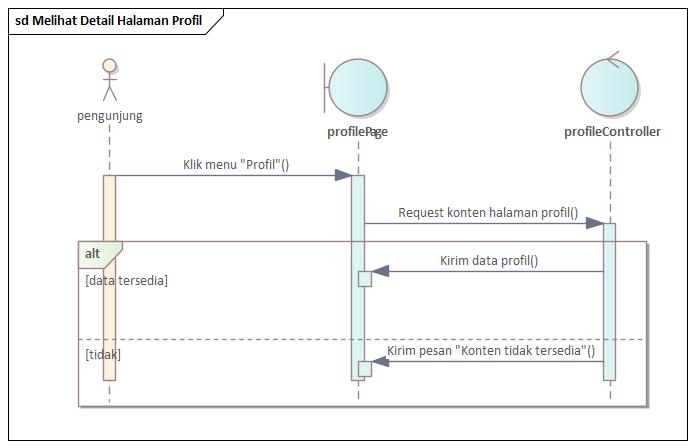 sd Melihat Detail Halaman Profil
pengunjung
profilePage
profileController
Klik menu "Profil"()
Request konten halaman profil()
alt
Kirim data profil()
[data tersedia]
Kirim pesan "Konten tidak tersedia"()
[tidak]